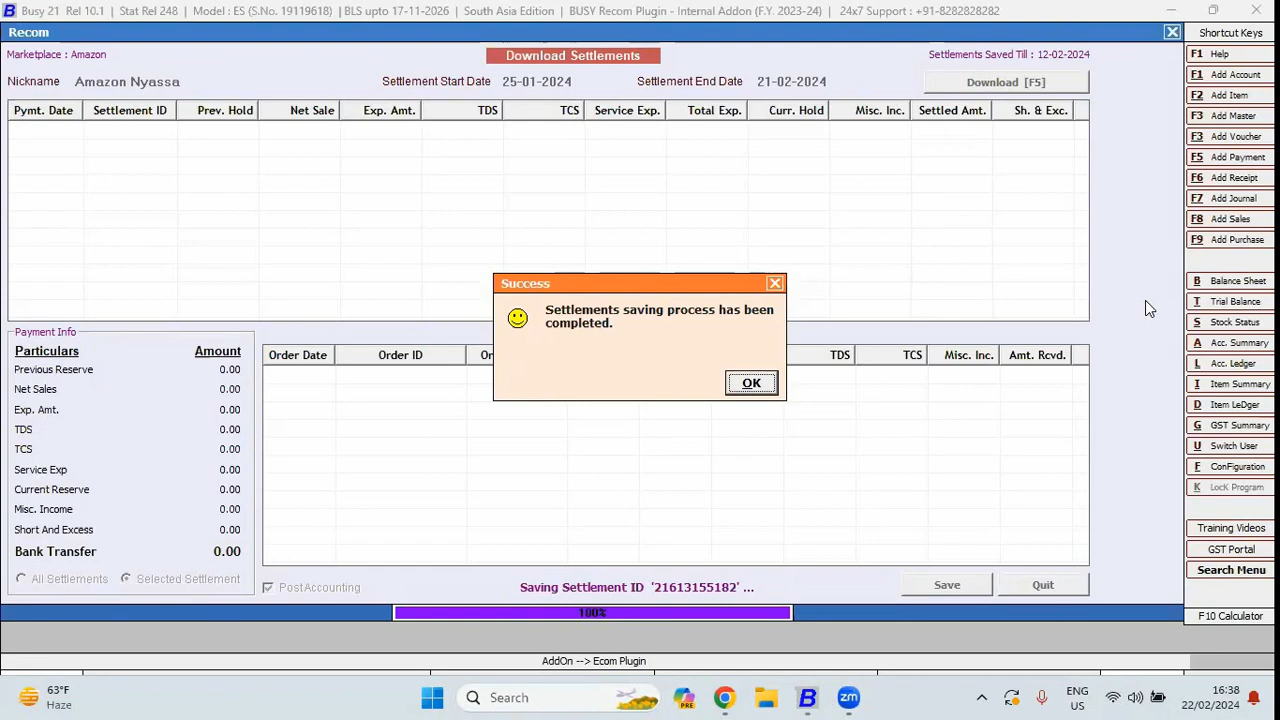 Busy 21 Rel 10.1 | Stat Rel 248 | Model : ES (S.No. 19119618) |BLS upto 17-11-2025 | South Asia Edition | BUSY Recom Plugin - Internal Addon (F.Y. 2023-24) | 24x7 Support : +91-8282828282
Recom
Marketplace : Amazon
Download Settlements
Settlements Saved Till : 12-02-2024
Nickname Amazon Nyassa
Settlement Start Date 25-01-2024
Settlement End Date 21-02-2024
Download [F5]
Pymt. Date Settlement ID Prev. Hold Net Sale Exp. Amt. TDS TCS Service Exp. Total Exp. Curr. Hold Misc. Inc. Settled Amt. Sh. & Exc.
Success
Settlements saving process has been
completed.
OK
Payment Info
Particulars Amount
Previous Reserve 0.00
Net Sales 0.00
Exp. Amt. 0.00
TDS 0.00
TCS 0.00
Service Exp 0.00
Current Reserve 0.00
Misc. Income 0.00
Short And Excess 0.00
Bank Transfer 0.00
All Settlements Selected Settlement
Order Date Order ID TDS TCS Misc. Inc. Amt. Rcvd.
PostAccounting
Saving Settlement ID '21613155182' ...
Save
Quit
100%
AddOn --> Ecom Plugin
Shortcut Keys
F1 Help
F1 Add Account
F2 Add Item
F3 Add Master
F3 Add Voucher
F5 Add Payment
F6 Add Receipt
F7 Add Journal
F8 Add Sales
F9 Add Purchase
B Balance Sheet
T Trial Balance
S Stock Status
A Acc. Summary
L Acc. Ledger
I Item Summary
D Item LeDger
G GST Summary
U Switch User
F ConFiguration
K LocK Program
Training Videos
GST Portal
Search Menu
F10 Calculator
63°F
Haze
Search
PRE
zm
ENG
US
16:38
22/02/2024